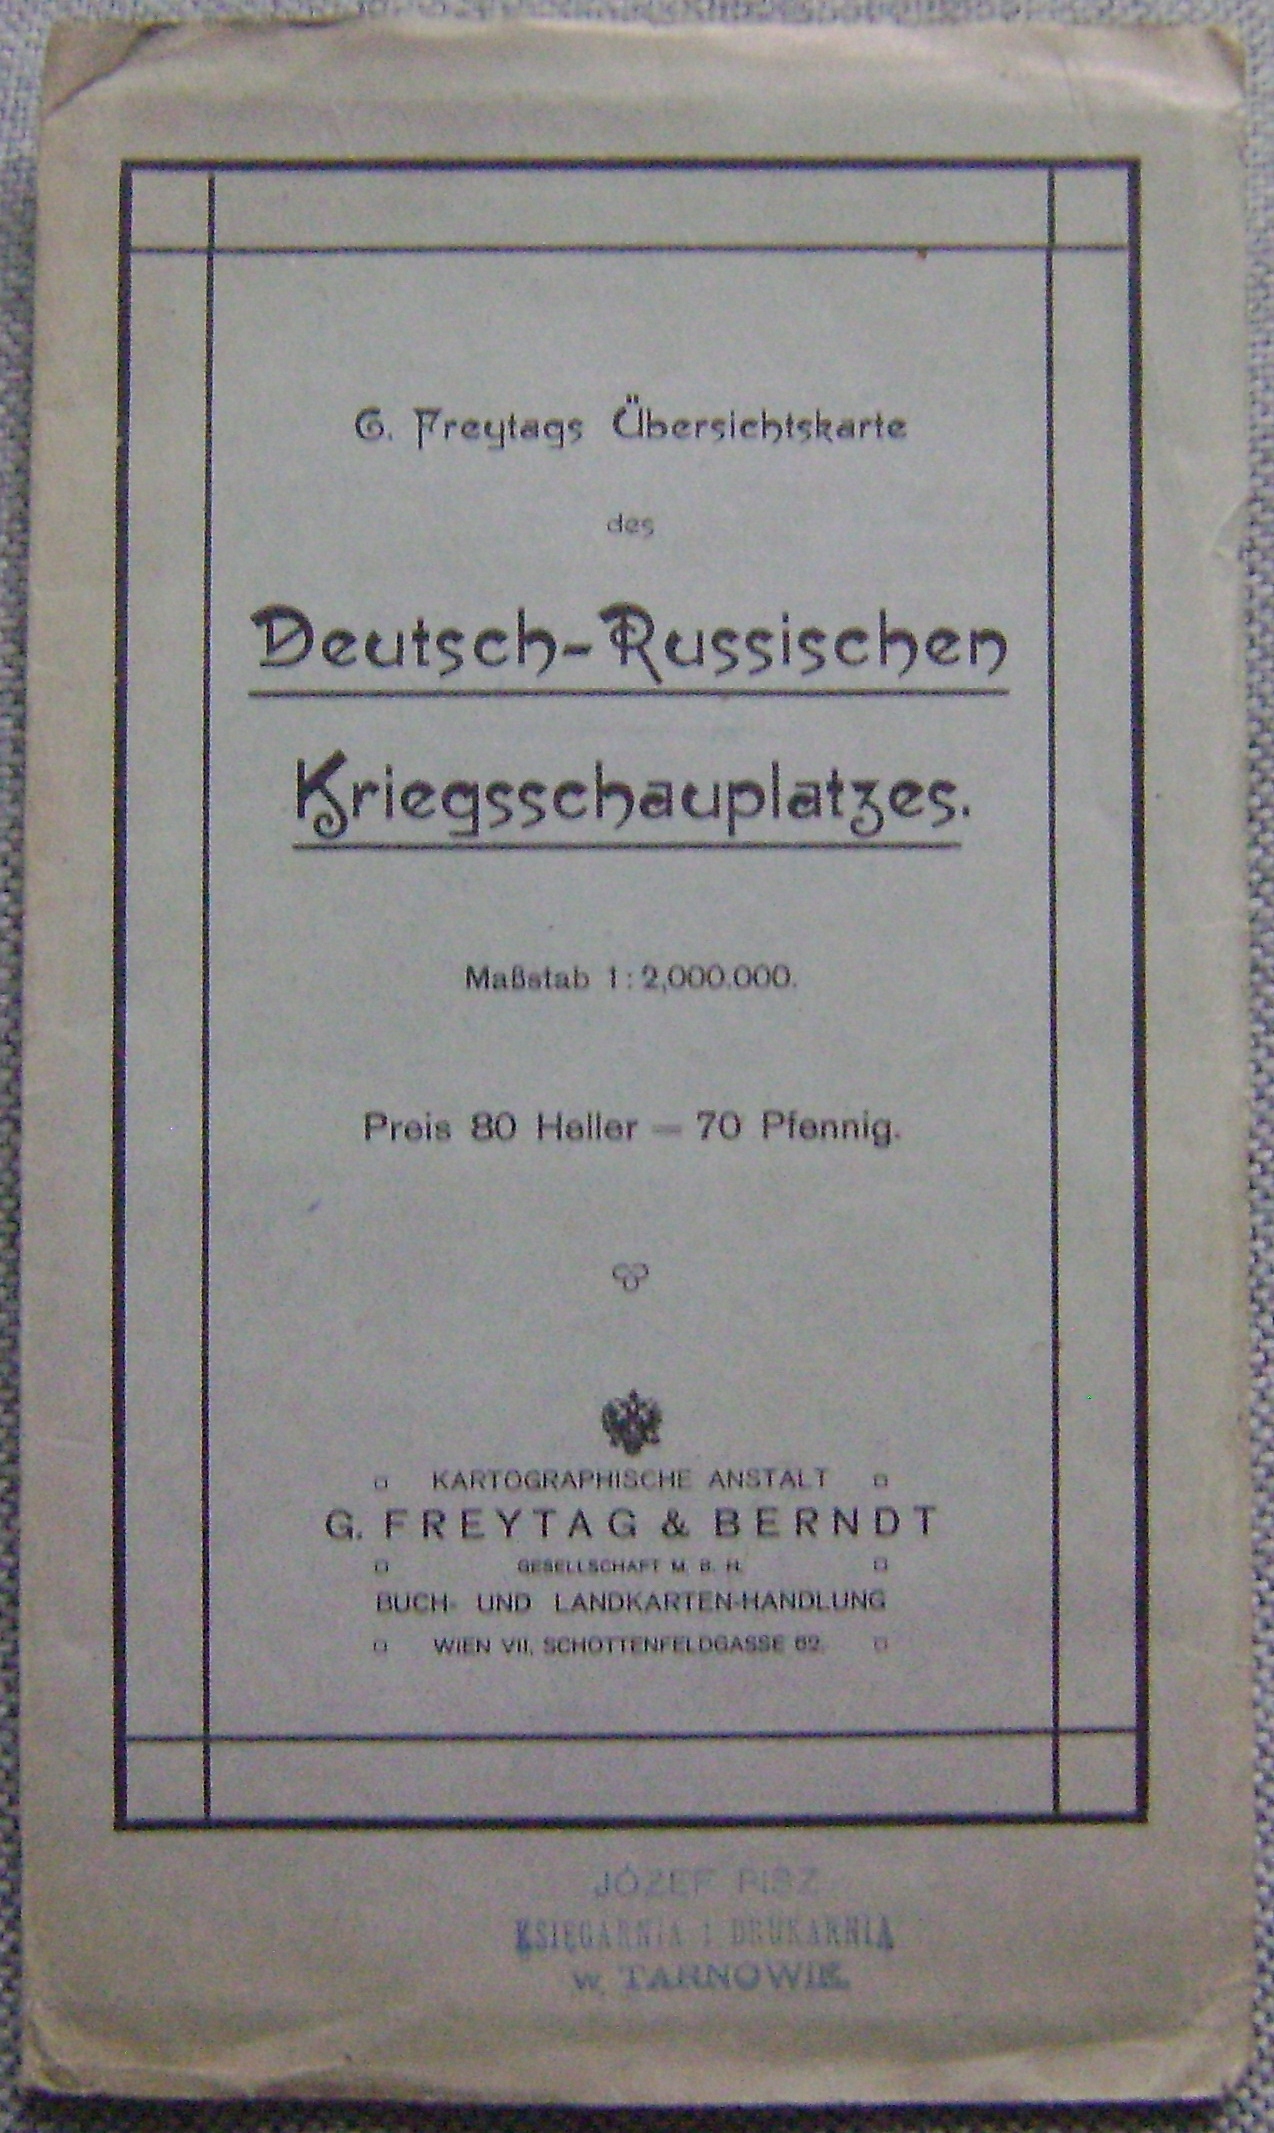 G. Freytags Übersichtskarte
des
Deutsch-Russischen
Kriegsschauplatzes.
Maßstab 1:2,000.000.
Preis 80 Heller — 70 Pfennig.
KARTOGRAPHISCHE ANSTALT
G. FREYTAG & BERNDT
GESELLSCHAFT M. B. H.
BUCH- UND LANDKARTEN-HANDLUNG
WIEN VII, SCHOTTENFELDGASSE 62.
JÓZEF PISZ
KSIĘGARNIA I DRUKARNIA
w TARNOWIE